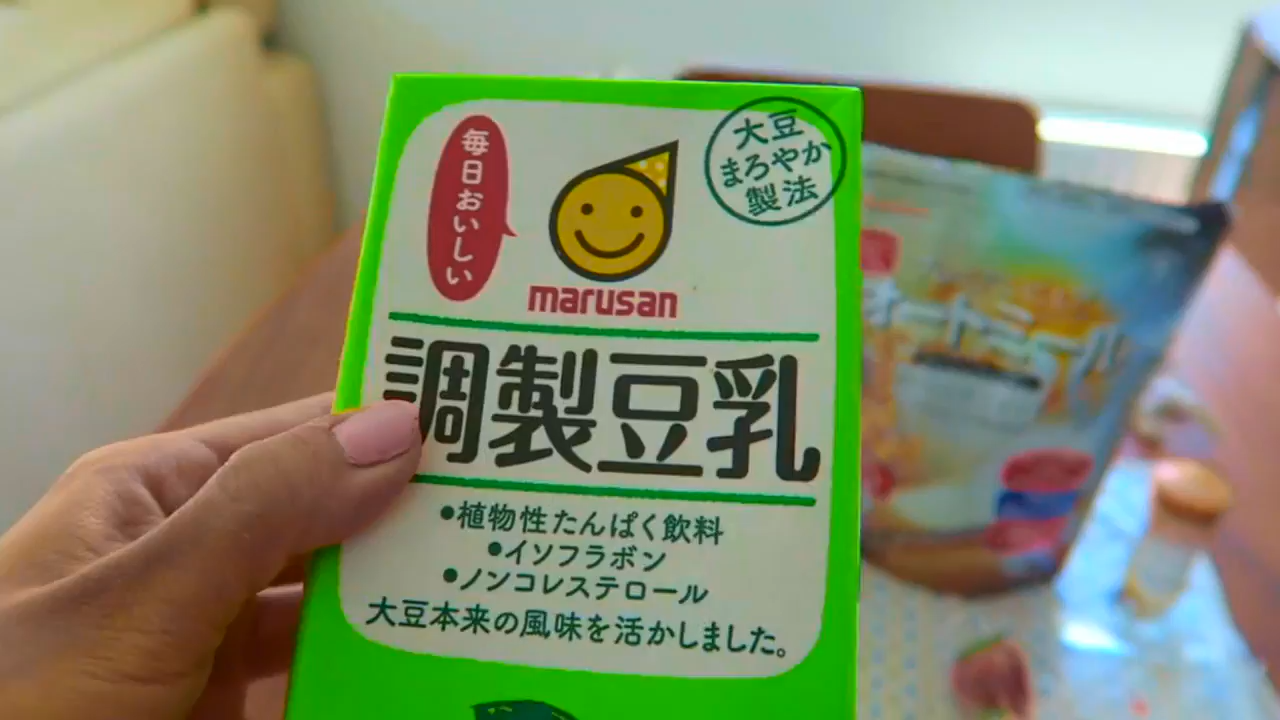 毎日おいしい
大豆
まろやか
製法
marusan
調製豆乳
●植物性たんぱく飲料
●イソフラボン
●ノンコレステロール
大豆本来の風味を活かしました。